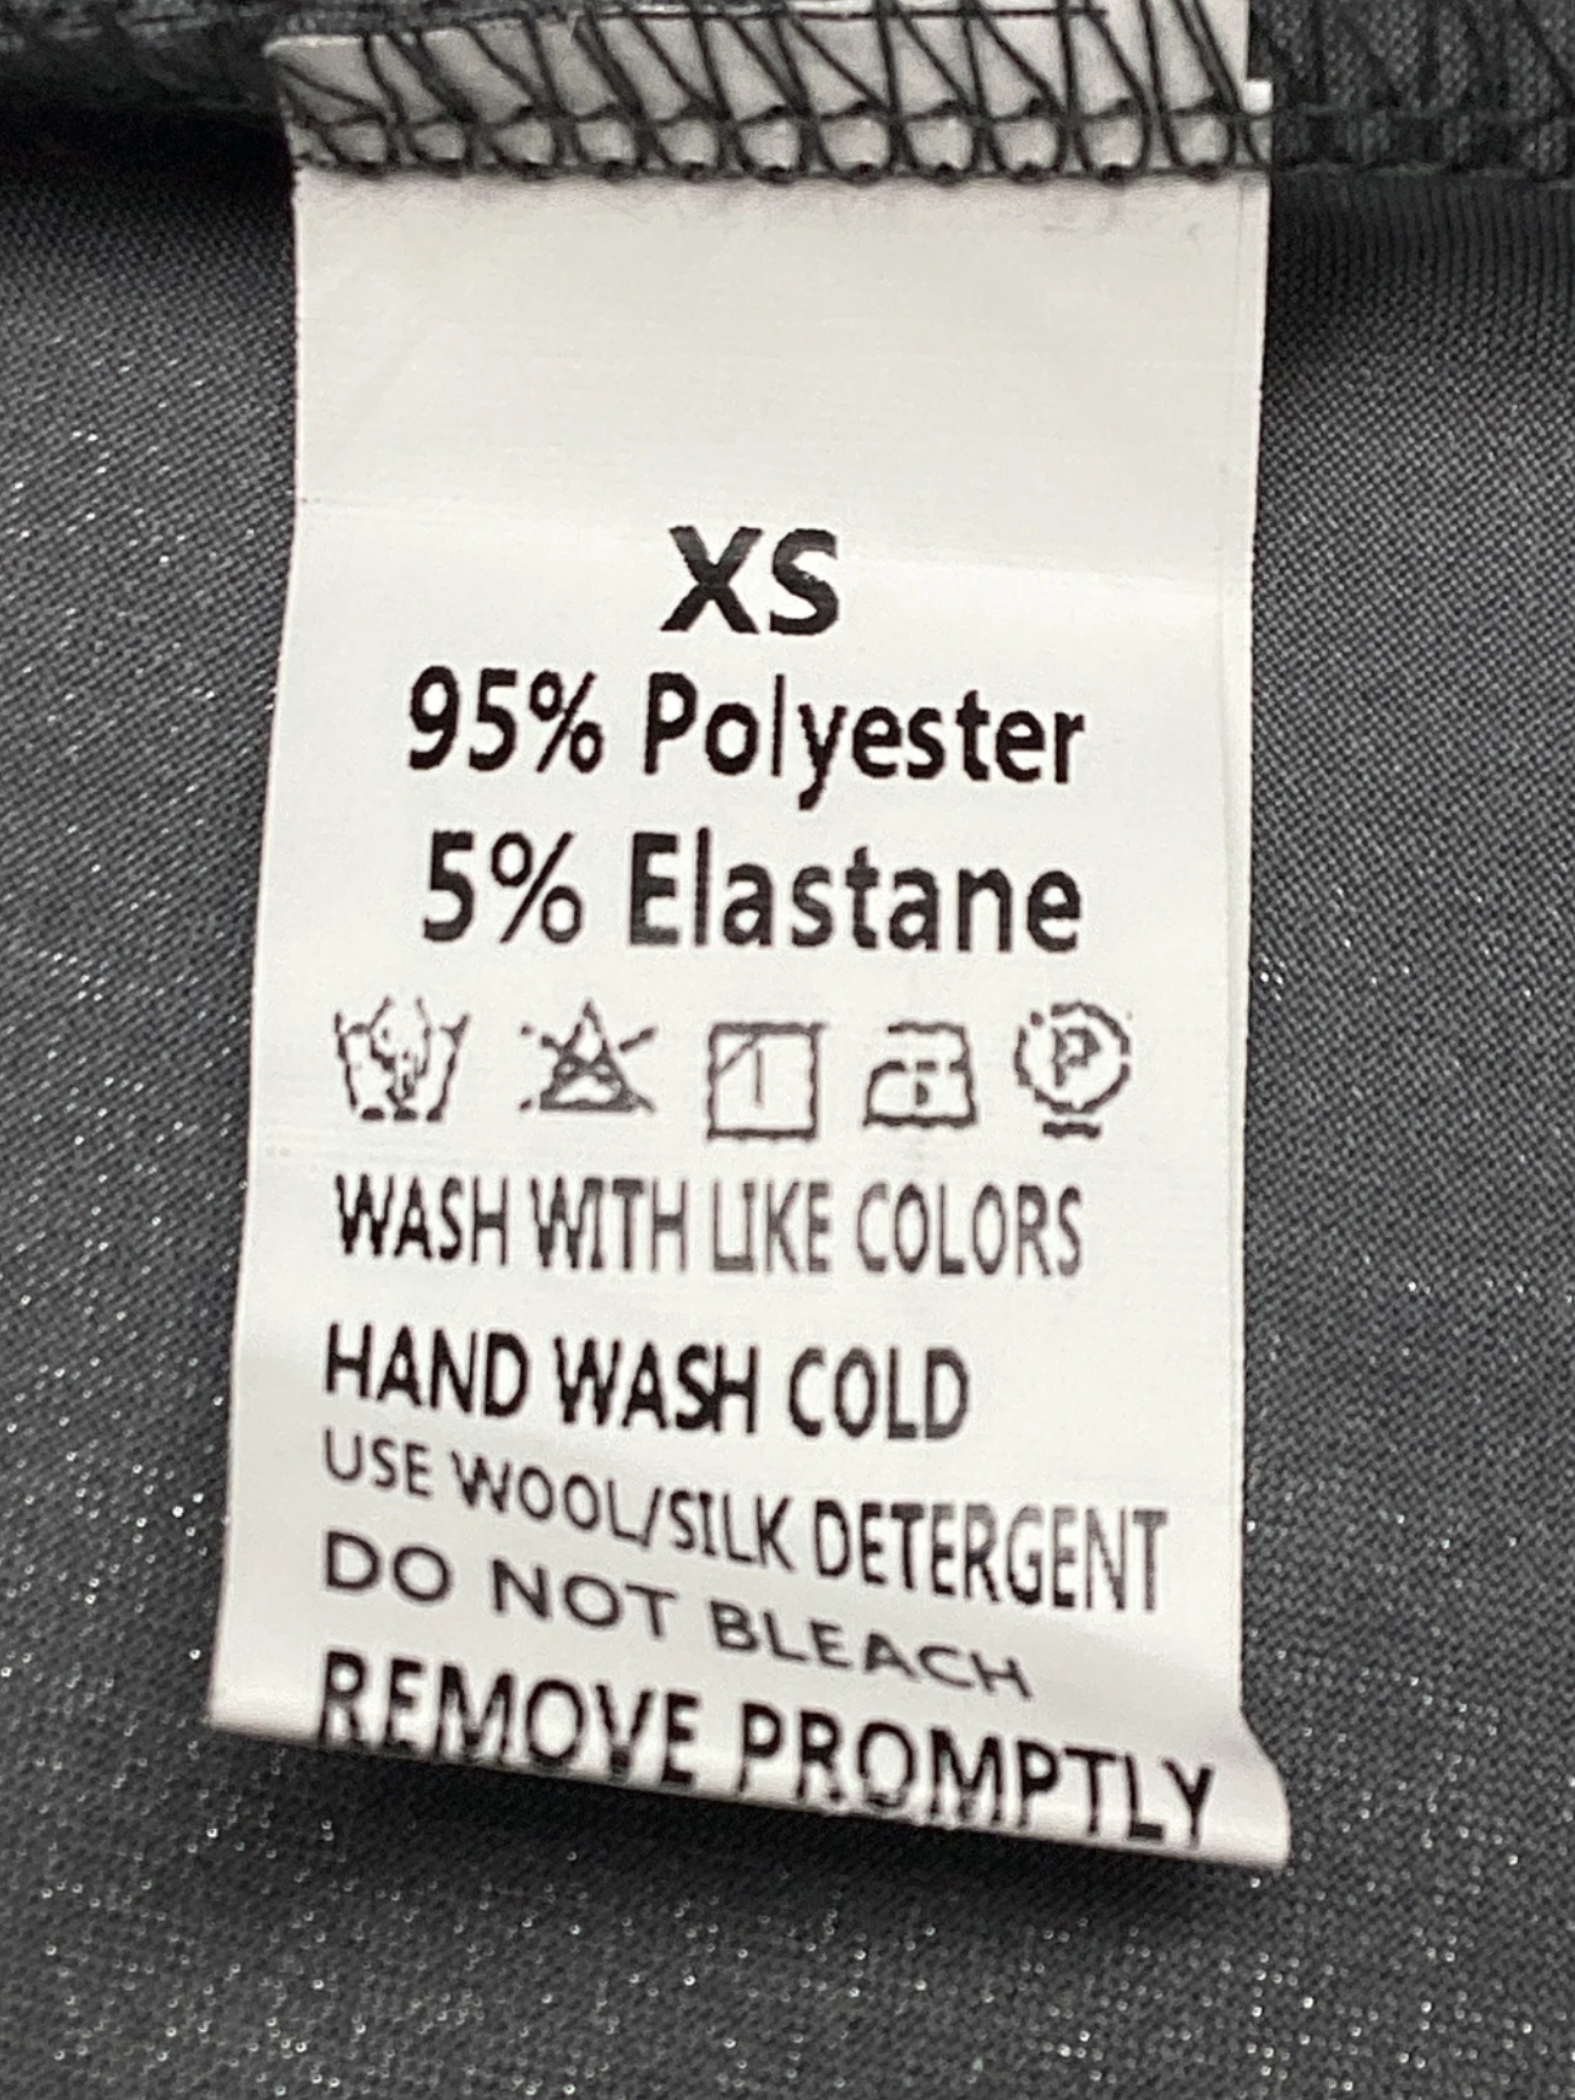 XS
95% Polyester
5% Elastane
P
WASH WITH LIKE COLORS
HAND WASH COLD
USE WOOL/SILK DETERGENT
DO NOT BLEACH
REMOVE PROMPTLY